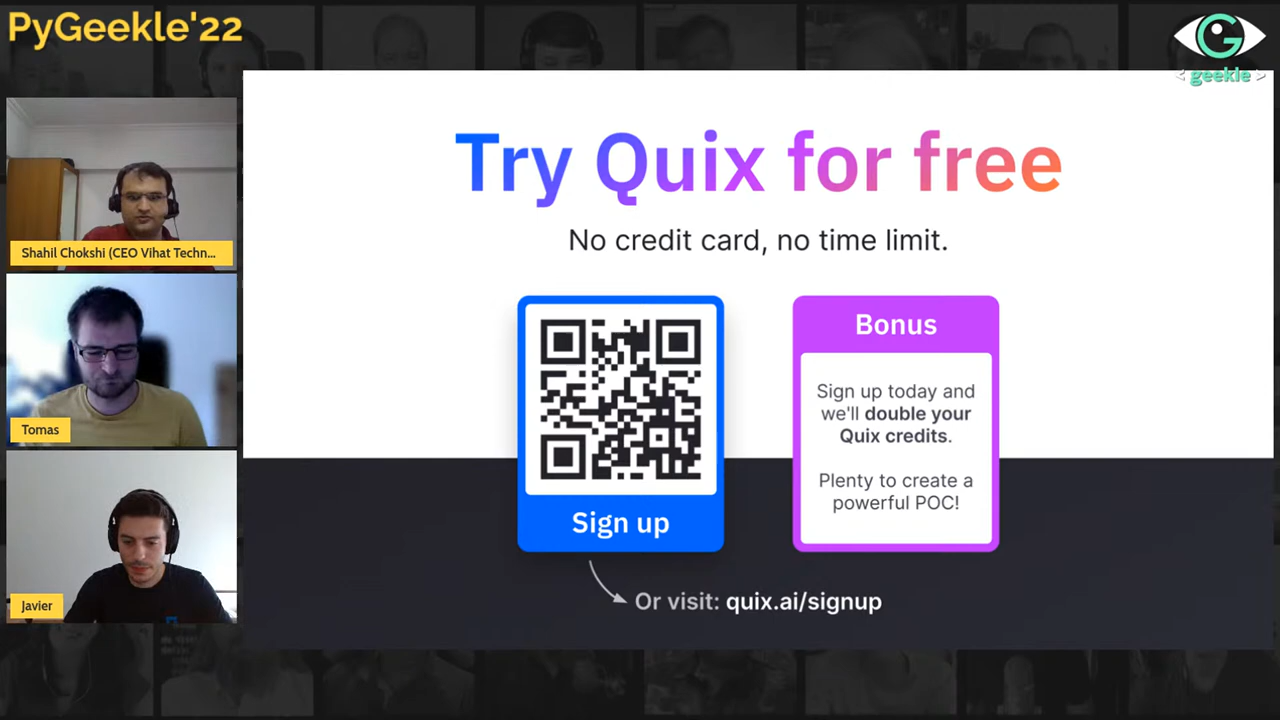 PyGeekle'22
G
< geekle >
Shahil Chokshi (CEO Vihat Techn...
Tomas
Javier
Try Quix for free
No credit card, no time limit.
Sign up
Bonus
Sign up today and
we'll double your
Quix credits.
Plenty to create a
powerful POC!
Or visit: quix.ai/signup